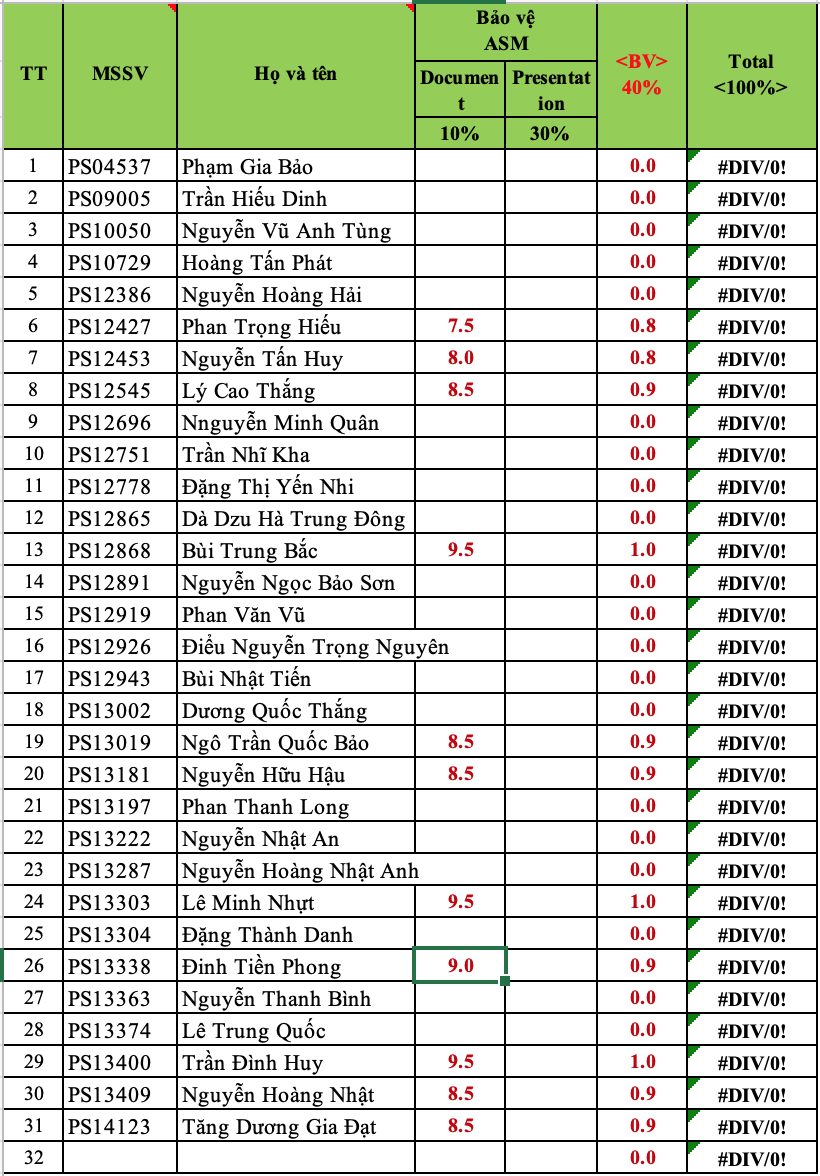 TT MSSV Họ và tên Bảo vệ ASM <BV> 40% Total <100%>
Document Presentation
10% 30%
1 PS04537 Phạm Gia Bảo 0.0 #DIV/0!
2 PS09005 Trần Hiếu Dinh 0.0 #DIV/0!
3 PS10050 Nguyễn Vũ Anh Tùng 0.0 #DIV/0!
4 PS10729 Hoàng Tấn Phát 0.0 #DIV/0!
5 PS12386 Nguyễn Hoàng Hải 0.0 #DIV/0!
6 PS12427 Phan Trọng Hiếu 7.5 0.8 #DIV/0!
7 PS12453 Nguyễn Tấn Huy 8.0 0.8 #DIV/0!
8 PS12545 Lý Cao Thắng 8.5 0.9 #DIV/0!
9 PS12696 Nnguyễn Minh Quân 0.0 #DIV/0!
10 PS12751 Trần Nhĩ Kha 0.0 #DIV/0!
11 PS12778 Đặng Thị Yến Nhi 0.0 #DIV/0!
12 PS12865 Dà Dzu Hà Trung Đông 0.0 #DIV/0!
13 PS12868 Bùi Trung Bắc 9.5 1.0 #DIV/0!
14 PS12891 Nguyễn Ngọc Bảo Sơn 0.0 #DIV/0!
15 PS12919 Phan Văn Vũ 0.0 #DIV/0!
16 PS12926 Điểu Nguyễn Trọng Nguyên 0.0 #DIV/0!
17 PS12943 Bùi Nhật Tiến 0.0 #DIV/0!
18 PS13002 Dương Quốc Thắng 0.0 #DIV/0!
19 PS13019 Ngô Trần Quốc Bảo 8.5 0.9 #DIV/0!
20 PS13181 Nguyễn Hữu Hậu 8.5 0.9 #DIV/0!
21 PS13197 Phan Thanh Long 0.0 #DIV/0!
22 PS13222 Nguyễn Nhật An 0.0 #DIV/0!
23 PS13287 Nguyễn Hoàng Nhật Anh 0.0 #DIV/0!
24 PS13303 Lê Minh Nhựt 9.5 1.0 #DIV/0!
25 PS13304 Đặng Thành Danh 0.0 #DIV/0!
26 PS13338 Đinh Tiền Phong 9.0 0.9 #DIV/0!
27 PS13363 Nguyễn Thanh Bình 0.0 #DIV/0!
28 PS13374 Lê Trung Quốc 0.0 #DIV/0!
29 PS13400 Trần Đình Huy 9.5 1.0 #DIV/0!
30 PS13409 Nguyễn Hoàng Nhật 8.5 0.9 #DIV/0!
31 PS14123 Tăng Dương Gia Đạt 8.5 0.9 #DIV/0!
32 0.0 #DIV/0!